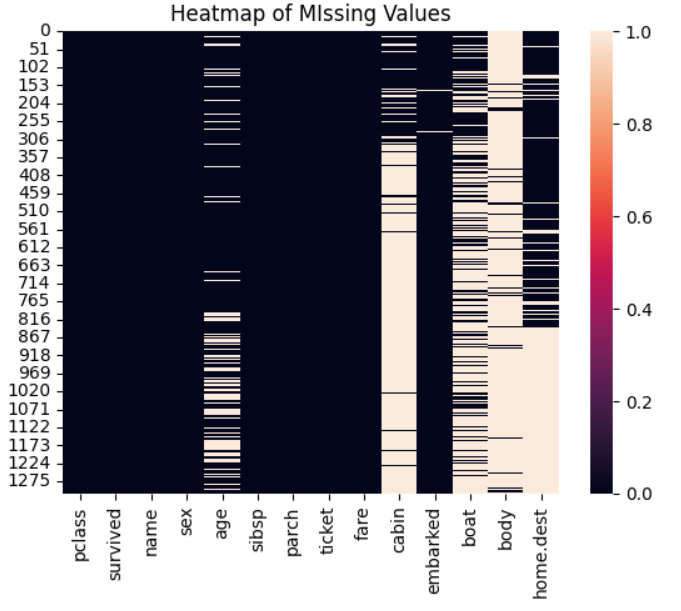 Heatmap of MIssing Values
0
51
102
153
204
255
306
357
408
459
510
561
612
663
714
765
816
867
918
969
1020
1071
1122
1173
1224
1275
pclass
survived
name
sex
age
sibsp
parch
ticket
fare
cabin
embarked
boat
body
home.dest
1.0
0.8
0.6
0.4
0.2
0.0